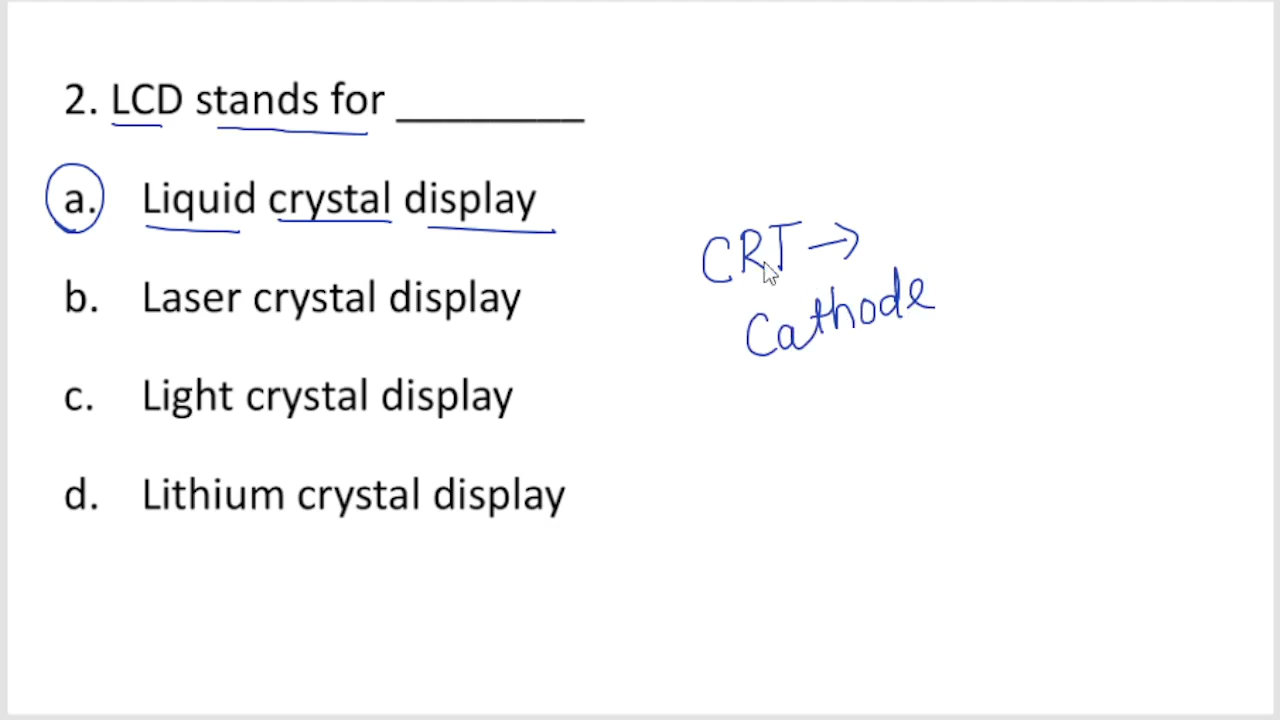 2. LCD stands for ________
a. Liquid crystal display
b. Laser crystal display
c. Light crystal display
d. Lithium crystal display
CRT →
Cathode